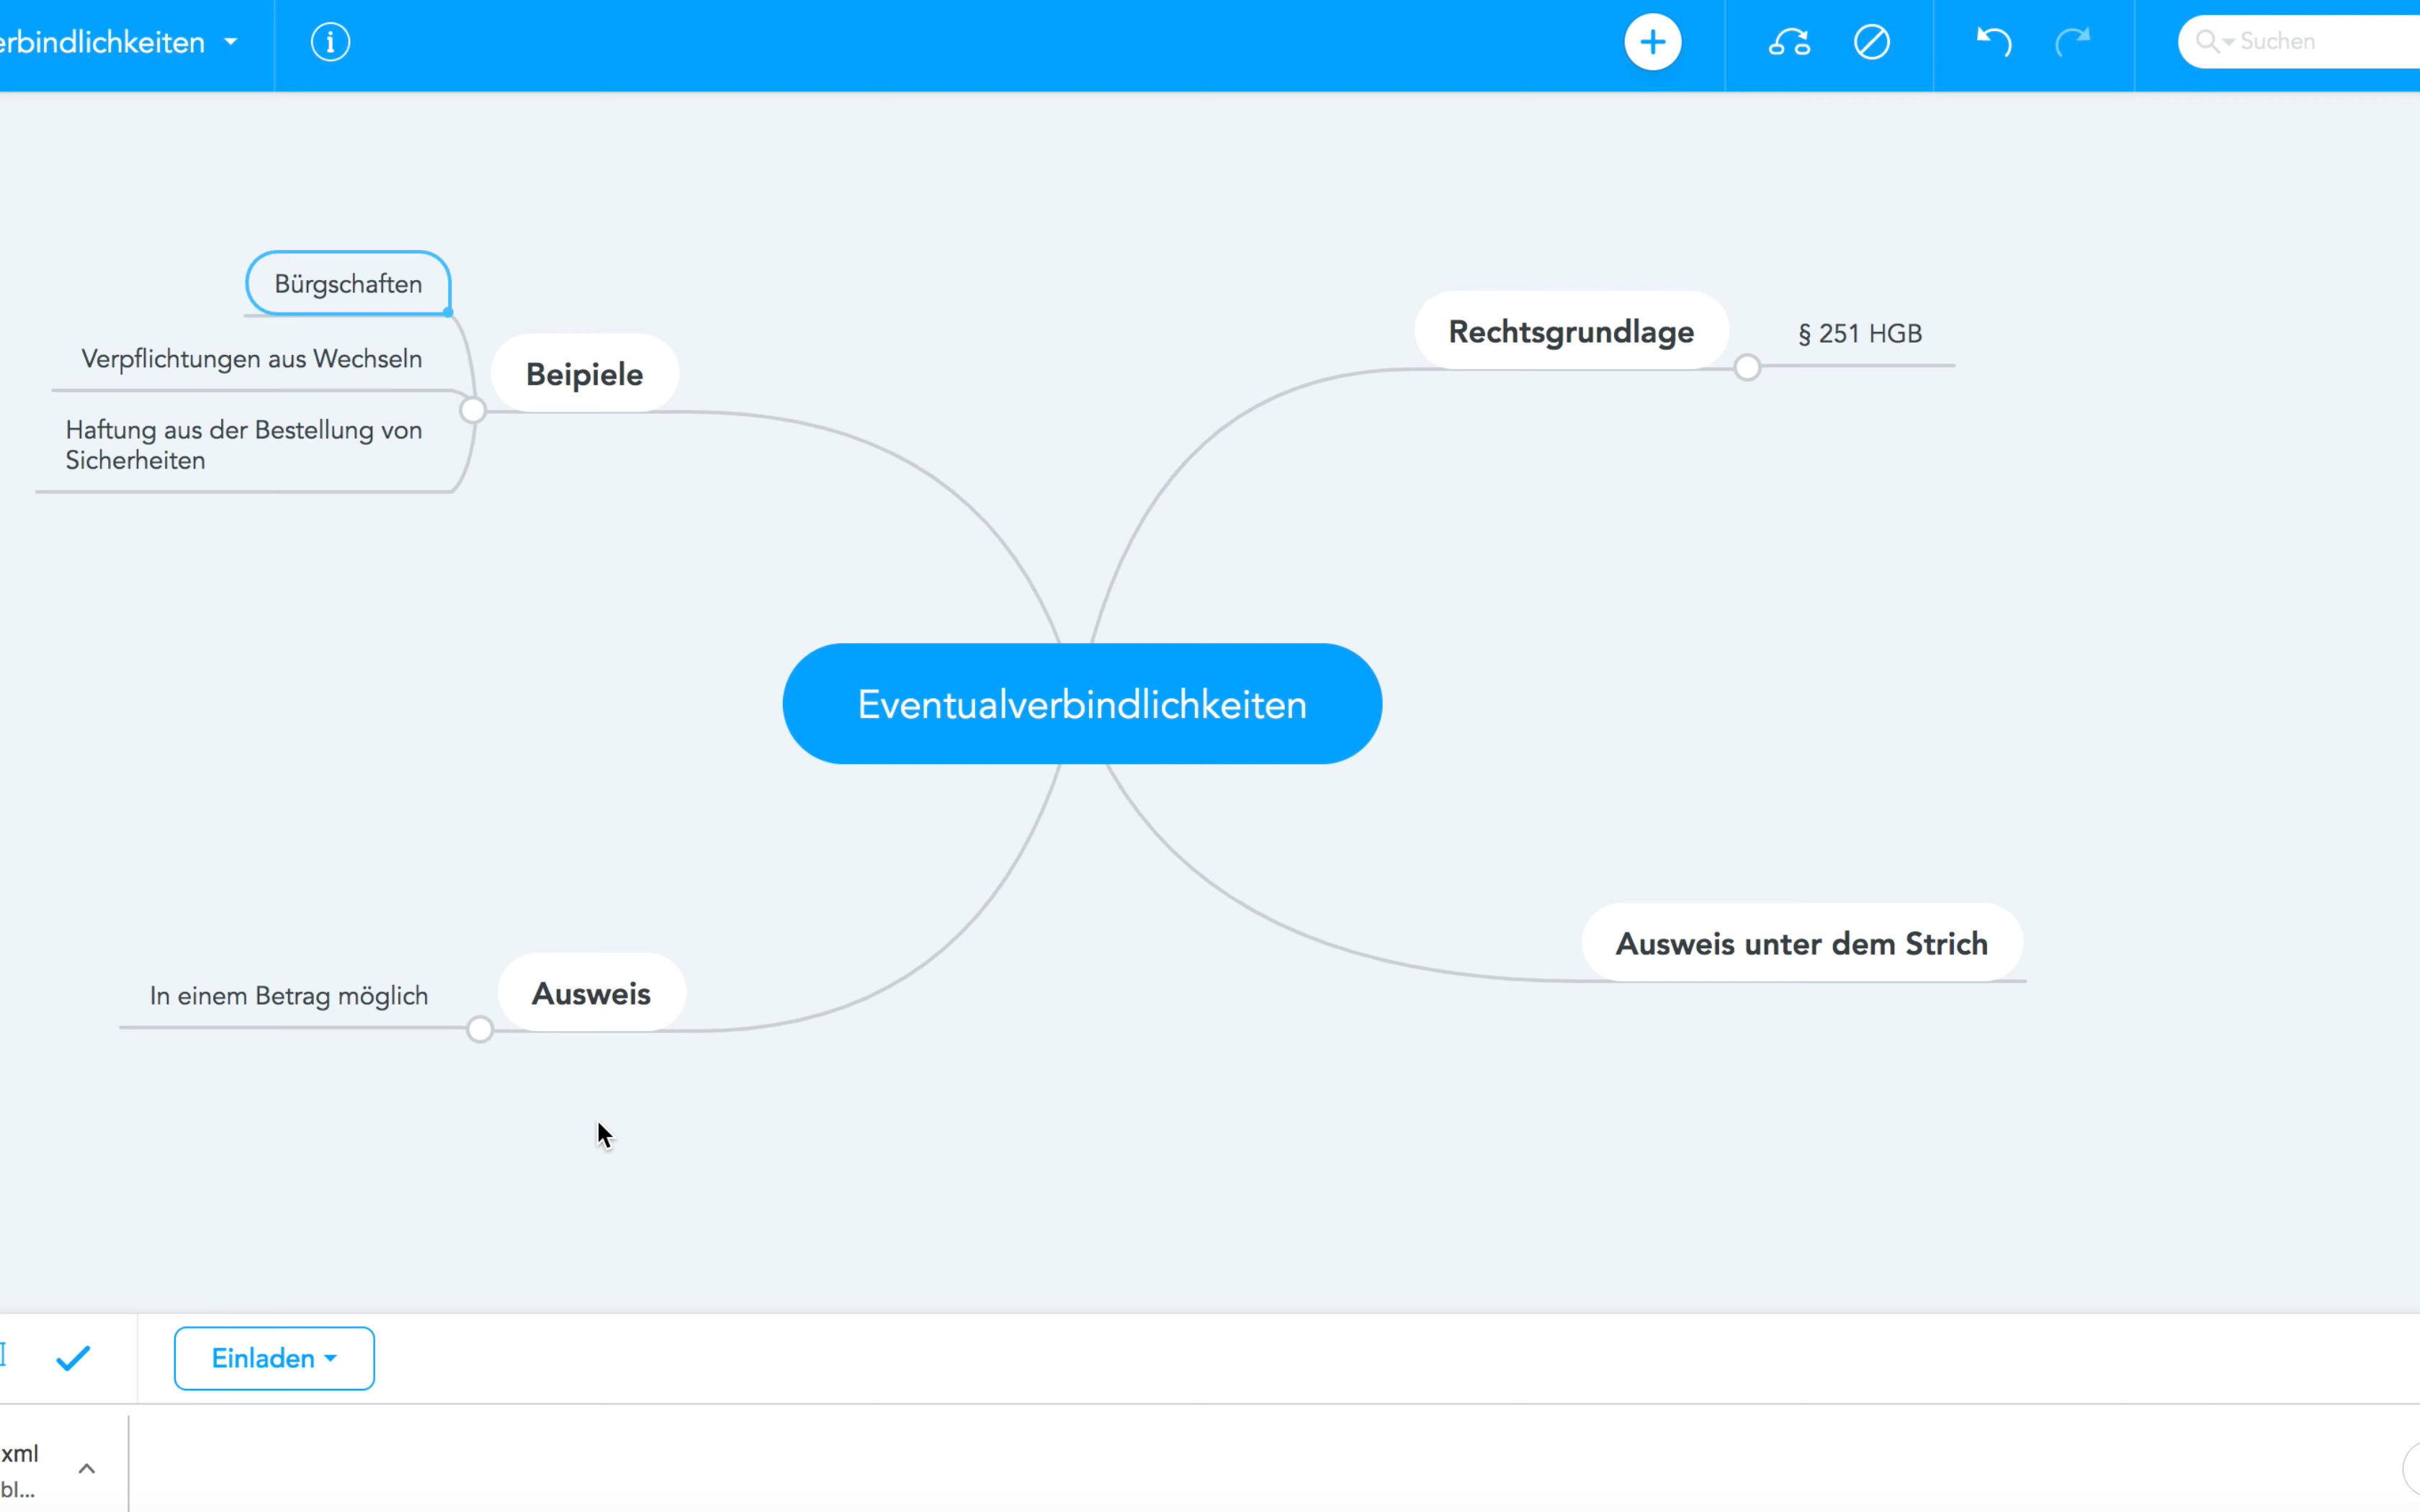 erbindlichkeiten
Suchen
Bürgschaften
Verpflichtungen aus Wechseln
Haftung aus der Bestellung von
Sicherheiten
Beipiele
Rechtsgrundlage
§ 251 HGB
Eventualverbindlichkeiten
Ausweis unter dem Strich
In einem Betrag möglich
Ausweis
Einladen
xml
bl...